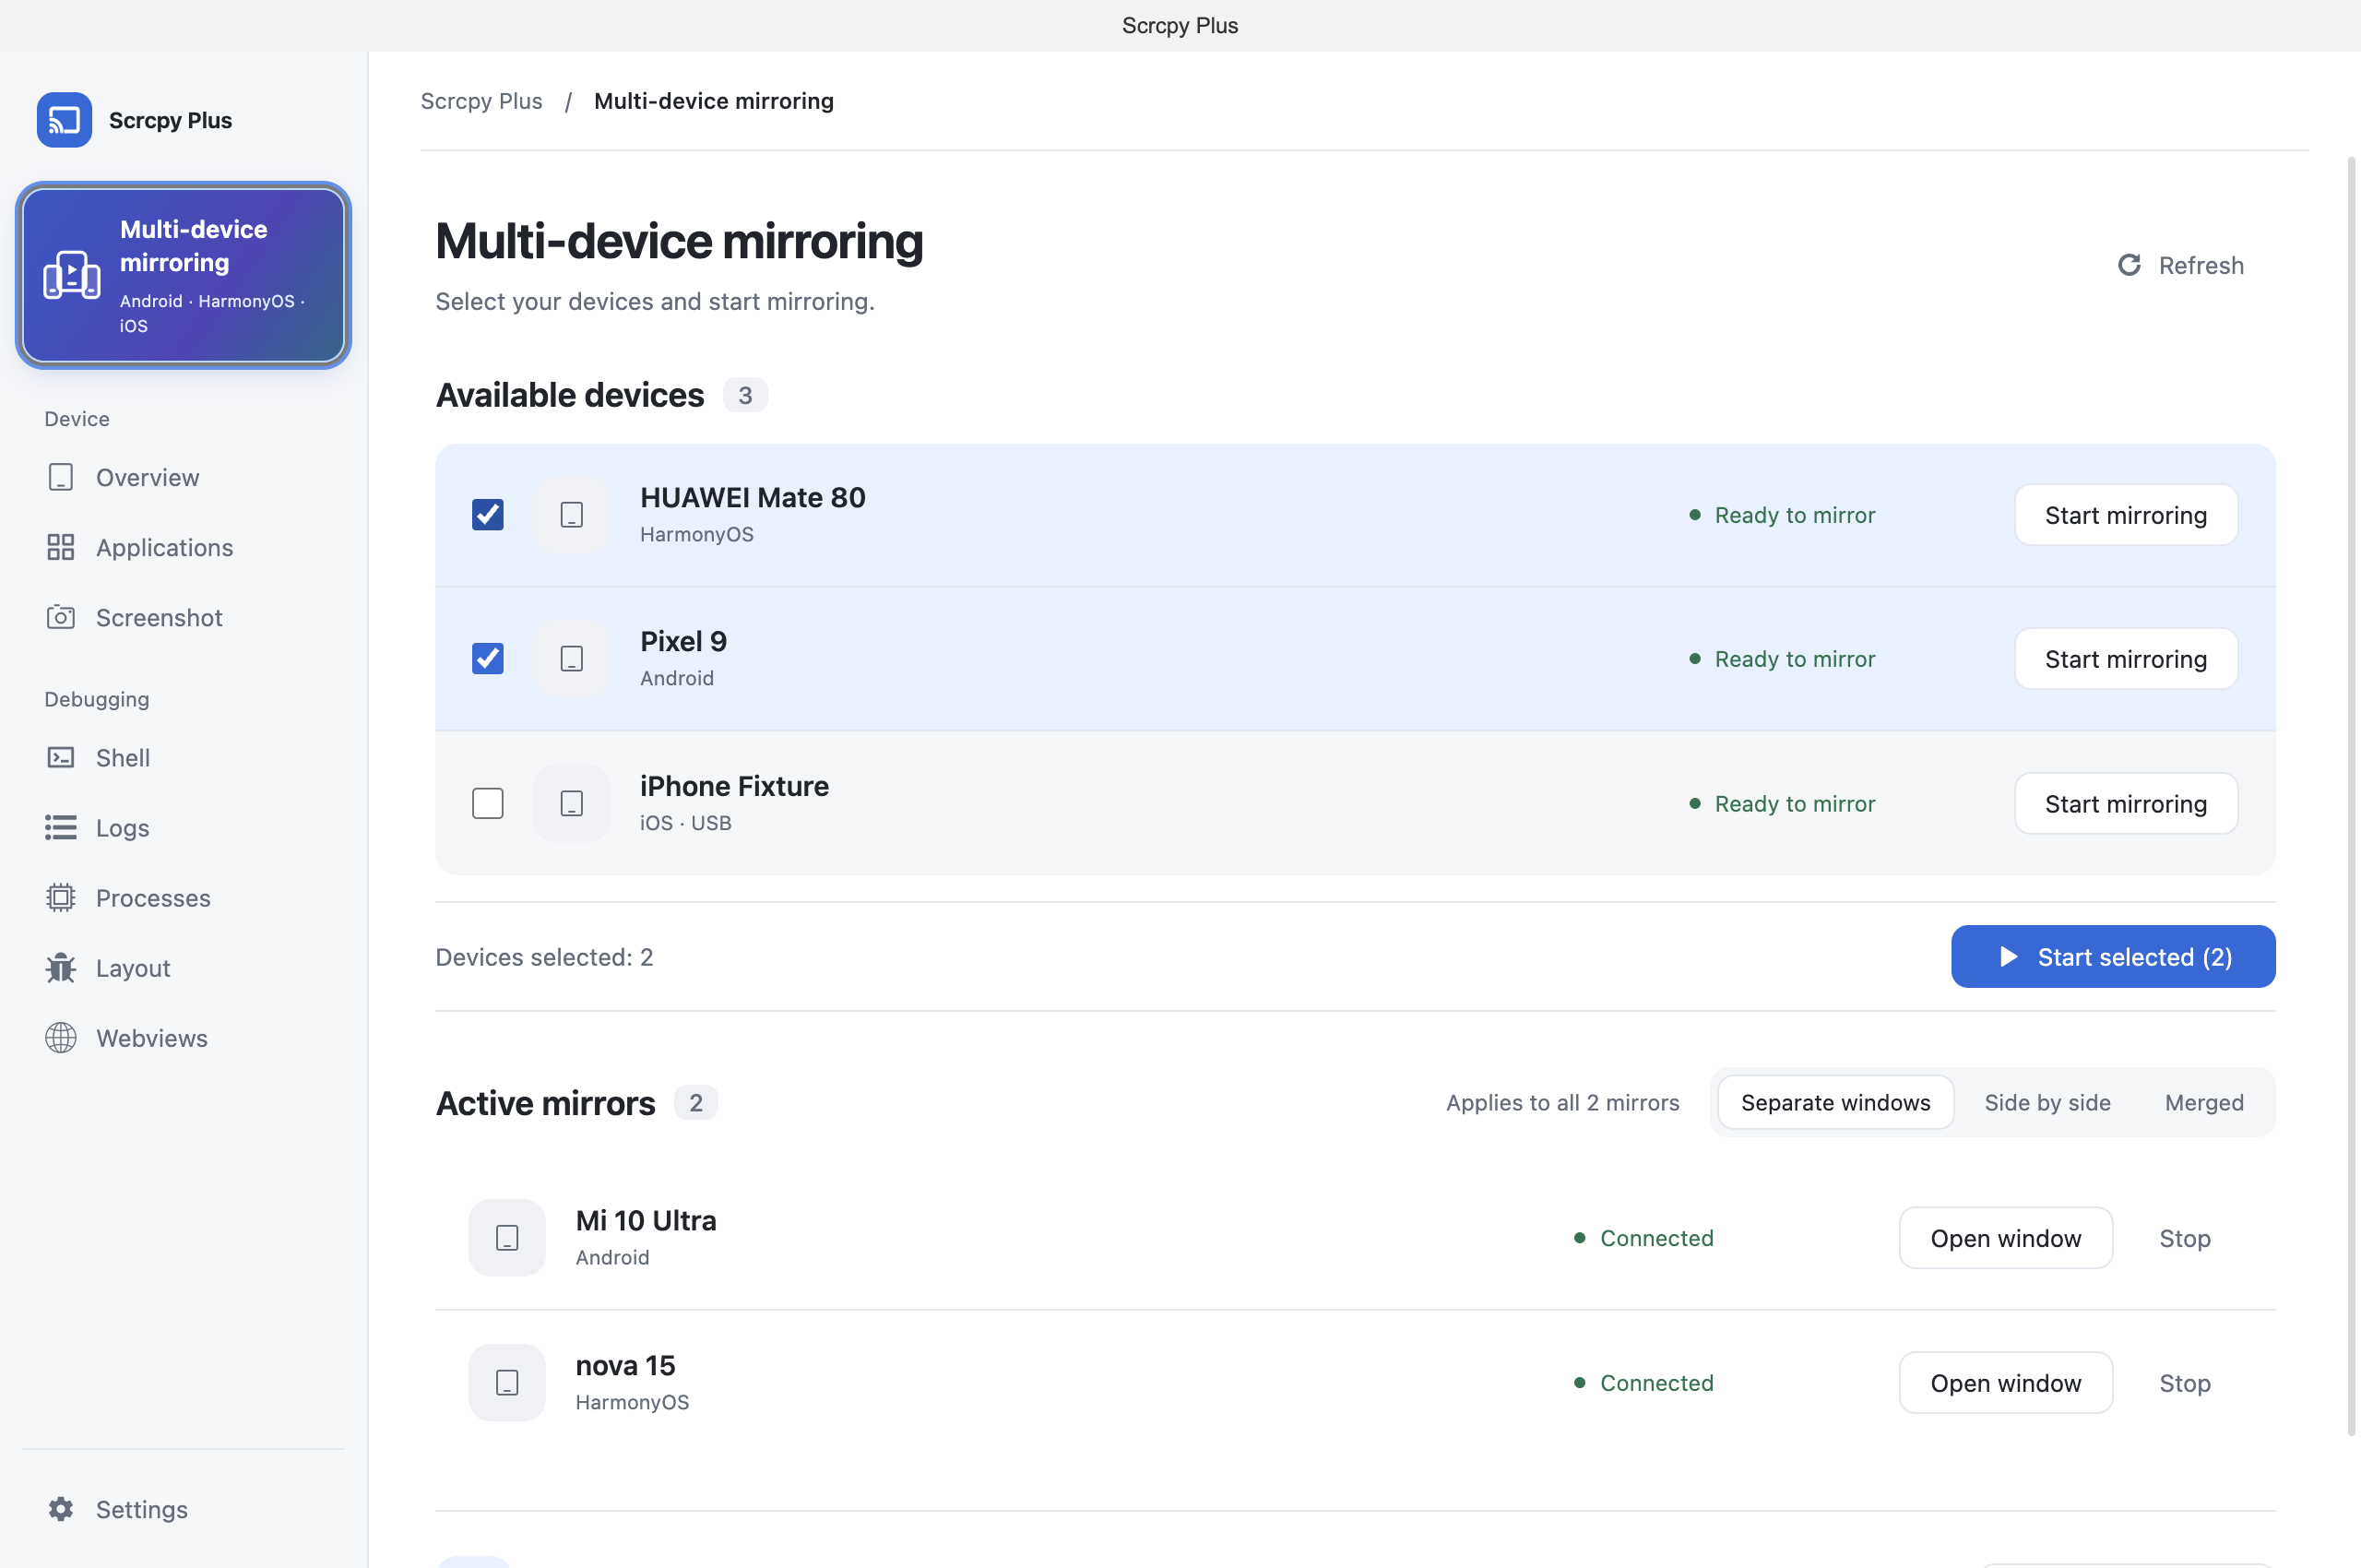 Scrcpy Plus
Scrcpy Plus
Multi-device
mirroring
Android · HarmonyOS ·
iOS
Device
Overview
Applications
Screenshot
Debugging
Shell
Logs
Processes
Layout
Webviews
Settings
Scrcpy Plus / Multi-device mirroring
Multi-device mirroring
Select your devices and start mirroring.
Refresh
Available devices 3
HUAWEI Mate 80
HarmonyOS
Ready to mirror
Start mirroring
Pixel 9
Android
Ready to mirror
Start mirroring
iPhone Fixture
iOS · USB
Ready to mirror
Start mirroring
Devices selected: 2
Start selected (2)
Active mirrors 2
Applies to all 2 mirrors
Separate windows
Side by side
Merged
Mi 10 Ultra
Android
Connected
Open window
Stop
nova 15
HarmonyOS
Connected
Open window
Stop